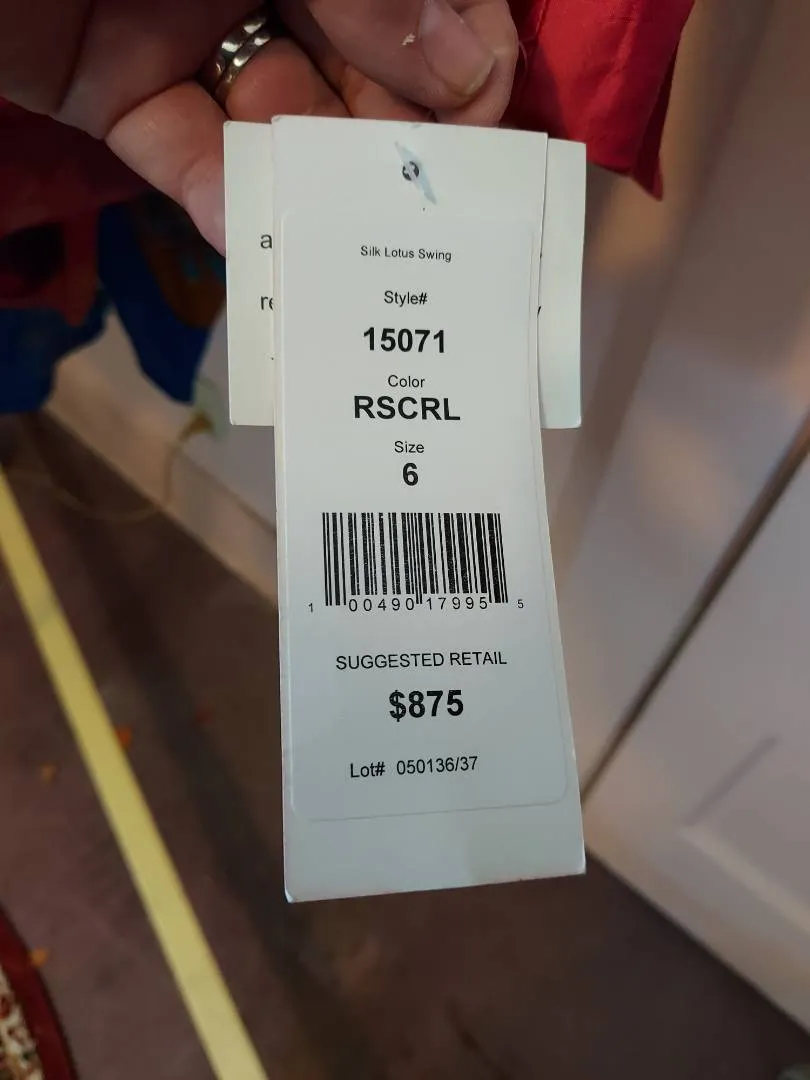 Silk Lotus Swing
Style#
15071
Color
RSCRL
Size
6
1 00490 17995 5
SUGGESTED RETAIL
$875
Lot# 050136/37